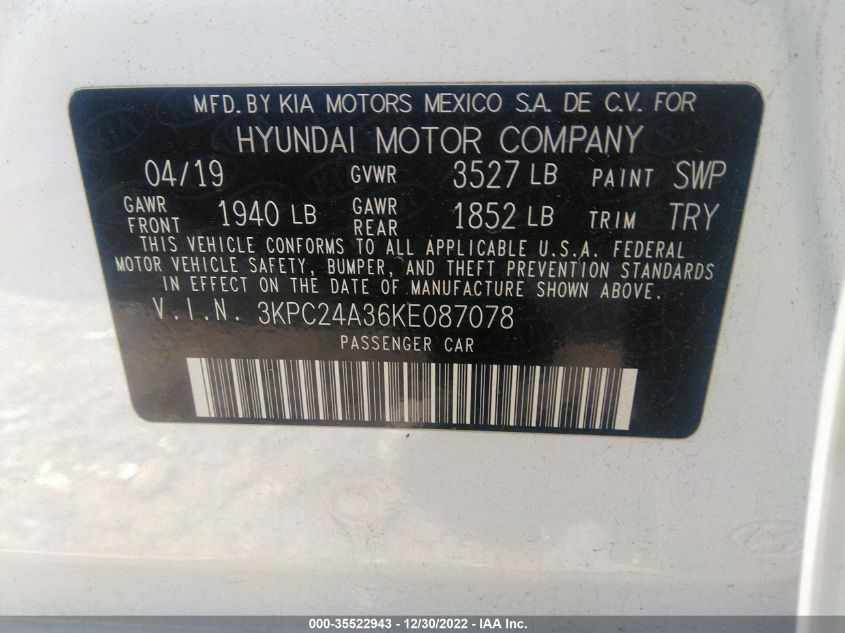 MFD. BY KIA MOTORS MEXICO S.A. DE C.V. FOR
HYUNDAI MOTOR COMPANY
04/19 GVWR 3527 LB PAINT SWP
GAWR FRONT 1940 LB GAWR REAR 1852 LB TRIM TRY
THIS VEHICLE CONFORMS TO ALL APPLICABLE U.S.A. FEDERAL
MOTOR VEHICLE SAFETY, BUMPER, AND THEFT PREVENTION STANDARDS
IN EFFECT ON THE DATE OF MANUFACTURE SHOWN ABOVE.
V.I.N. 3KPC24A36KE087078
PASSENGER CAR
000-35522943 - 12/30/2022 - IAA Inc.